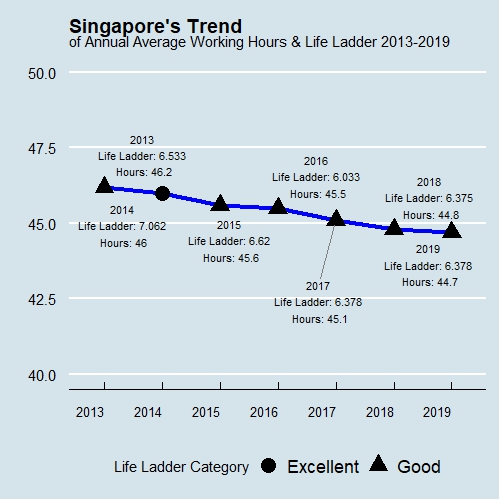 Singapore's Trend
of Annual Average Working Hours & Life Ladder 2013-2019
50.0
47.5
45.0
42.5
40.0
2013
Life Ladder: 6.533
Hours: 46.2
2014
Life Ladder: 7.062
Hours: 46
2015
Life Ladder: 6.62
Hours: 45.6
2016
Life Ladder: 6.033
Hours: 45.5
2017
Life Ladder: 6.378
Hours: 45.1
2018
Life Ladder: 6.375
Hours: 44.8
2019
Life Ladder: 6.378
Hours: 44.7
2013 2014 2015 2016 2017 2018 2019
Life Ladder Category Excellent Good